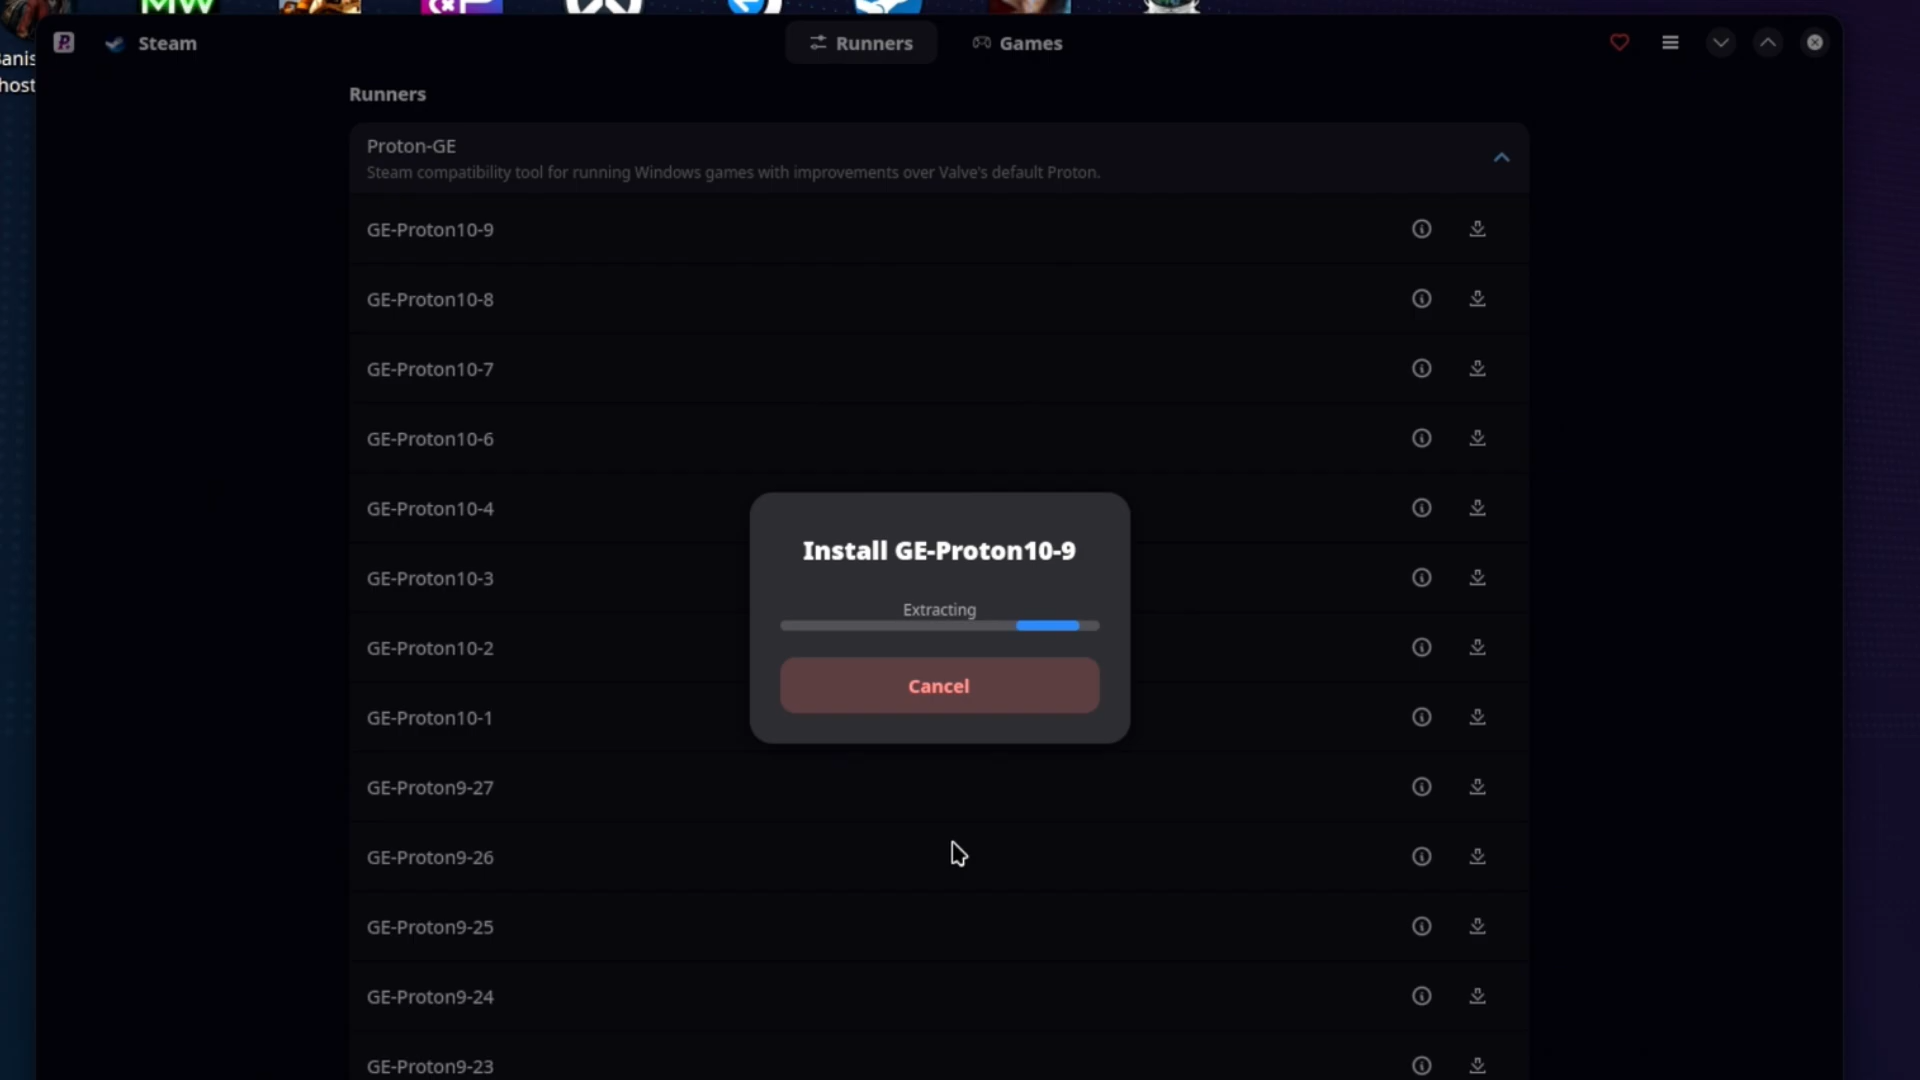 MW
anis
host
Steam
Runners
Games
Runners
Proton-GE
Steam compatibility tool for running Windows games with improvements over Valve's default Proton.
GE-Proton10-9
GE-Proton10-8
GE-Proton10-7
GE-Proton10-6
GE-Proton10-4
GE-Proton10-3
GE-Proton10-2
GE-Proton10-1
GE-Proton9-27
GE-Proton9-26
GE-Proton9-25
GE-Proton9-24
GE-Proton9-23
Install GE-Proton10-9
Extracting
Cancel